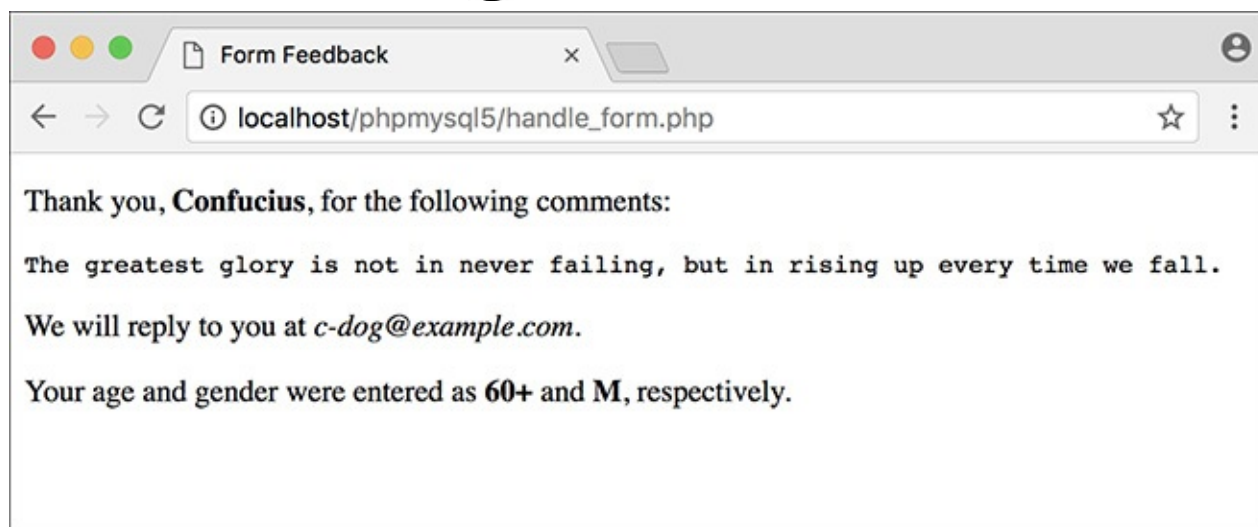 Form Feedback
localhost/phpmysql5/handle_form.php
Thank you, Confucius, for the following comments:
The greatest glory is not in never failing, but in rising up every time we fall.
We will reply to you at c-dog@example.com.
Your age and gender were entered as 60+ and M, respectively.